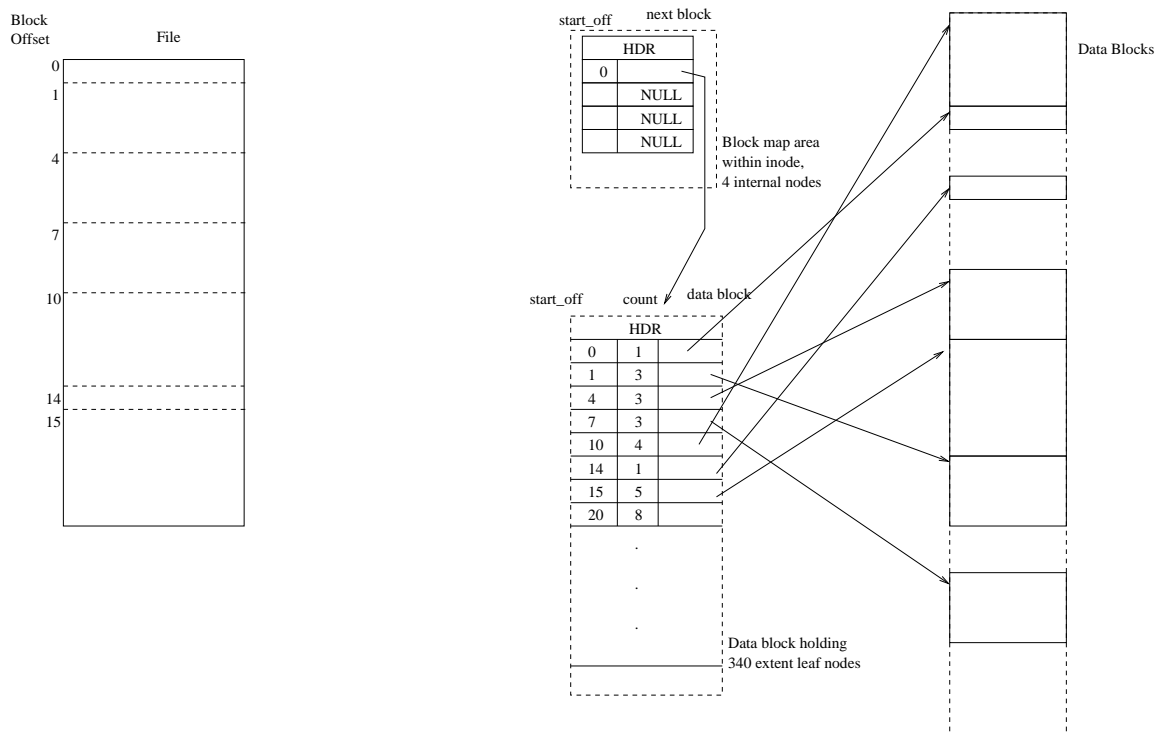 Block
Offset
File
0
1
4
7
10
14
15
start_off
next block
HDR
0
NULL
NULL
NULL
Block map area
within inode,
4 internal nodes
start_off count data block
HDR
0 1
1 3
4 3
7 3
10 4
14 1
15 5
20 8
.
.
.
Data block holding
340 extent leaf nodes
Data Blocks